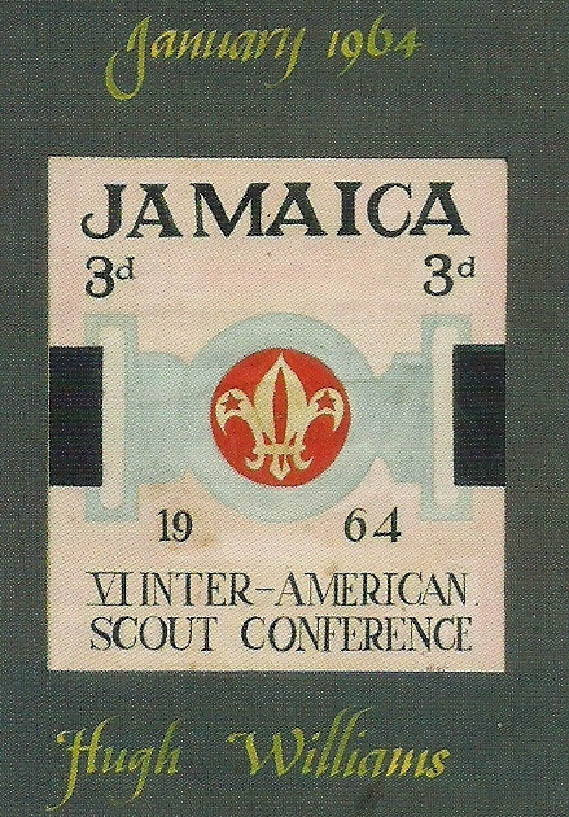 January 1964
JAMAICA
3d 3d
19 64
VI INTER-AMERICAN
SCOUT CONFERENCE
Hugh Williams